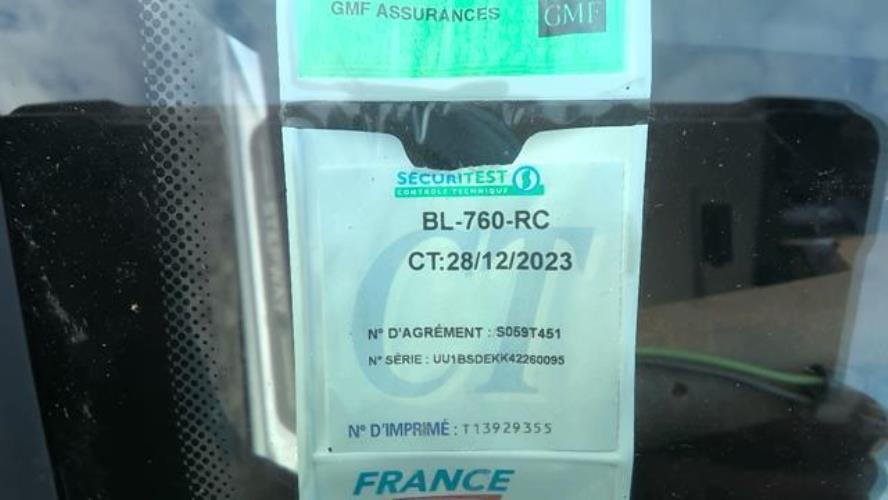 GMF ASSURANCES
GMF
SECURITEST
CONTROLE TECHNIQUE
BL-760-RC
CT:28/12/2023
CT
N° D'AGRÉMENT : S059T451
N° SÉRIE : UU1BSDEKK42260095
N° D'IMPRIMÉ : T13929355
FRANCE